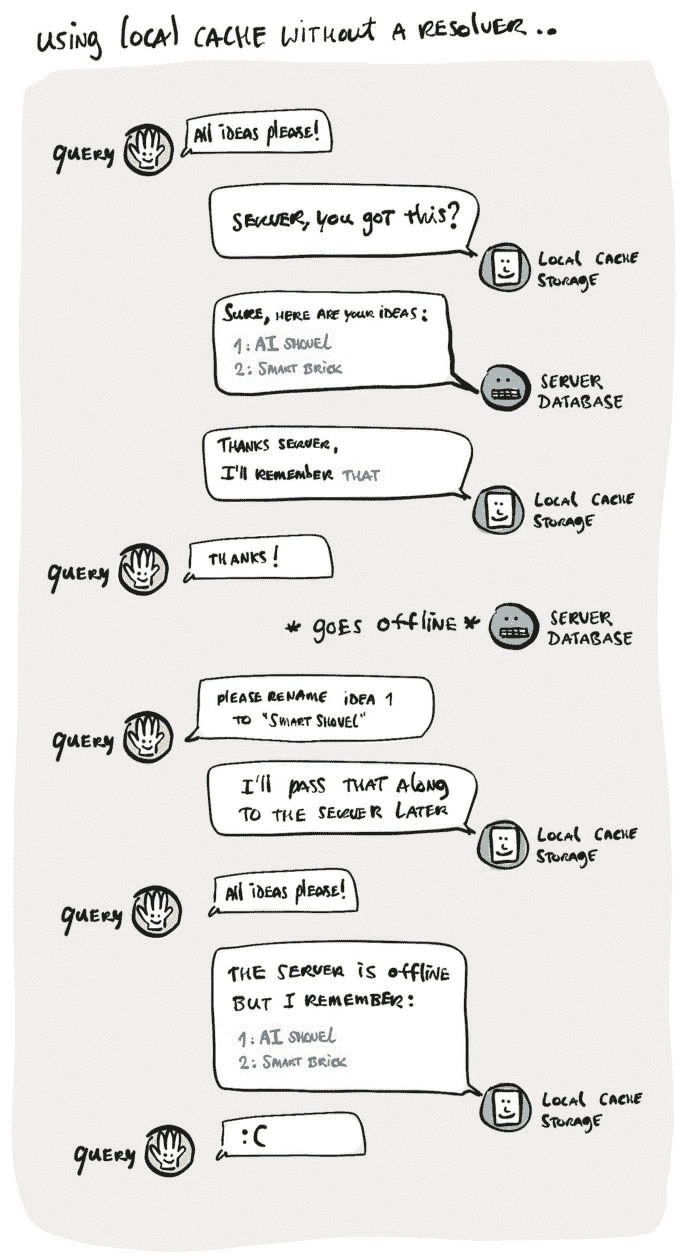 using local cache without a resolver..
Query
All ideas please!
Server, you got this?
Local Cache
Storage
Sure, here are your ideas:
1: AI Shovel
2: Smart Brick
Server
Database
Thanks server,
I'll remember that
Local Cache
Storage
Query
Thanks!
* goes offline *
Server
Database
Query
Please rename idea 1
to "Smart Shovel"
I'll pass that along
to the server later
Local Cache
Storage
Query
All ideas please!
The server is offline
but I remember:
1: AI Shovel
2: Smart Brick
Local Cache
Storage
Query
:C